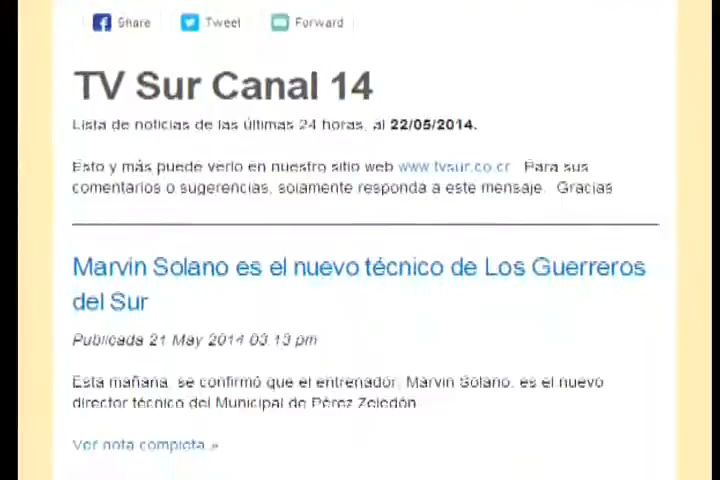 Share Tweet Forward
TV Sur Canal 14
Lista de noticias de las últimas 24 horas, al 22/05/2014.
Esto y más puede verlo en nuestro sitio web www.tvsur.co.cr Para sus
comentarios o sugerencias, solamente responda a este mensaje. Gracias
Marvin Solano es el nuevo técnico de Los Guerreros
del Sur
Publicada 21 May 2014 03:13 pm
Esta mañana, se confirmó que el entrenador, Marvin Solano, es el nuevo
director técnico del Municipal de Pérez Zeledón
Ver nota completa »